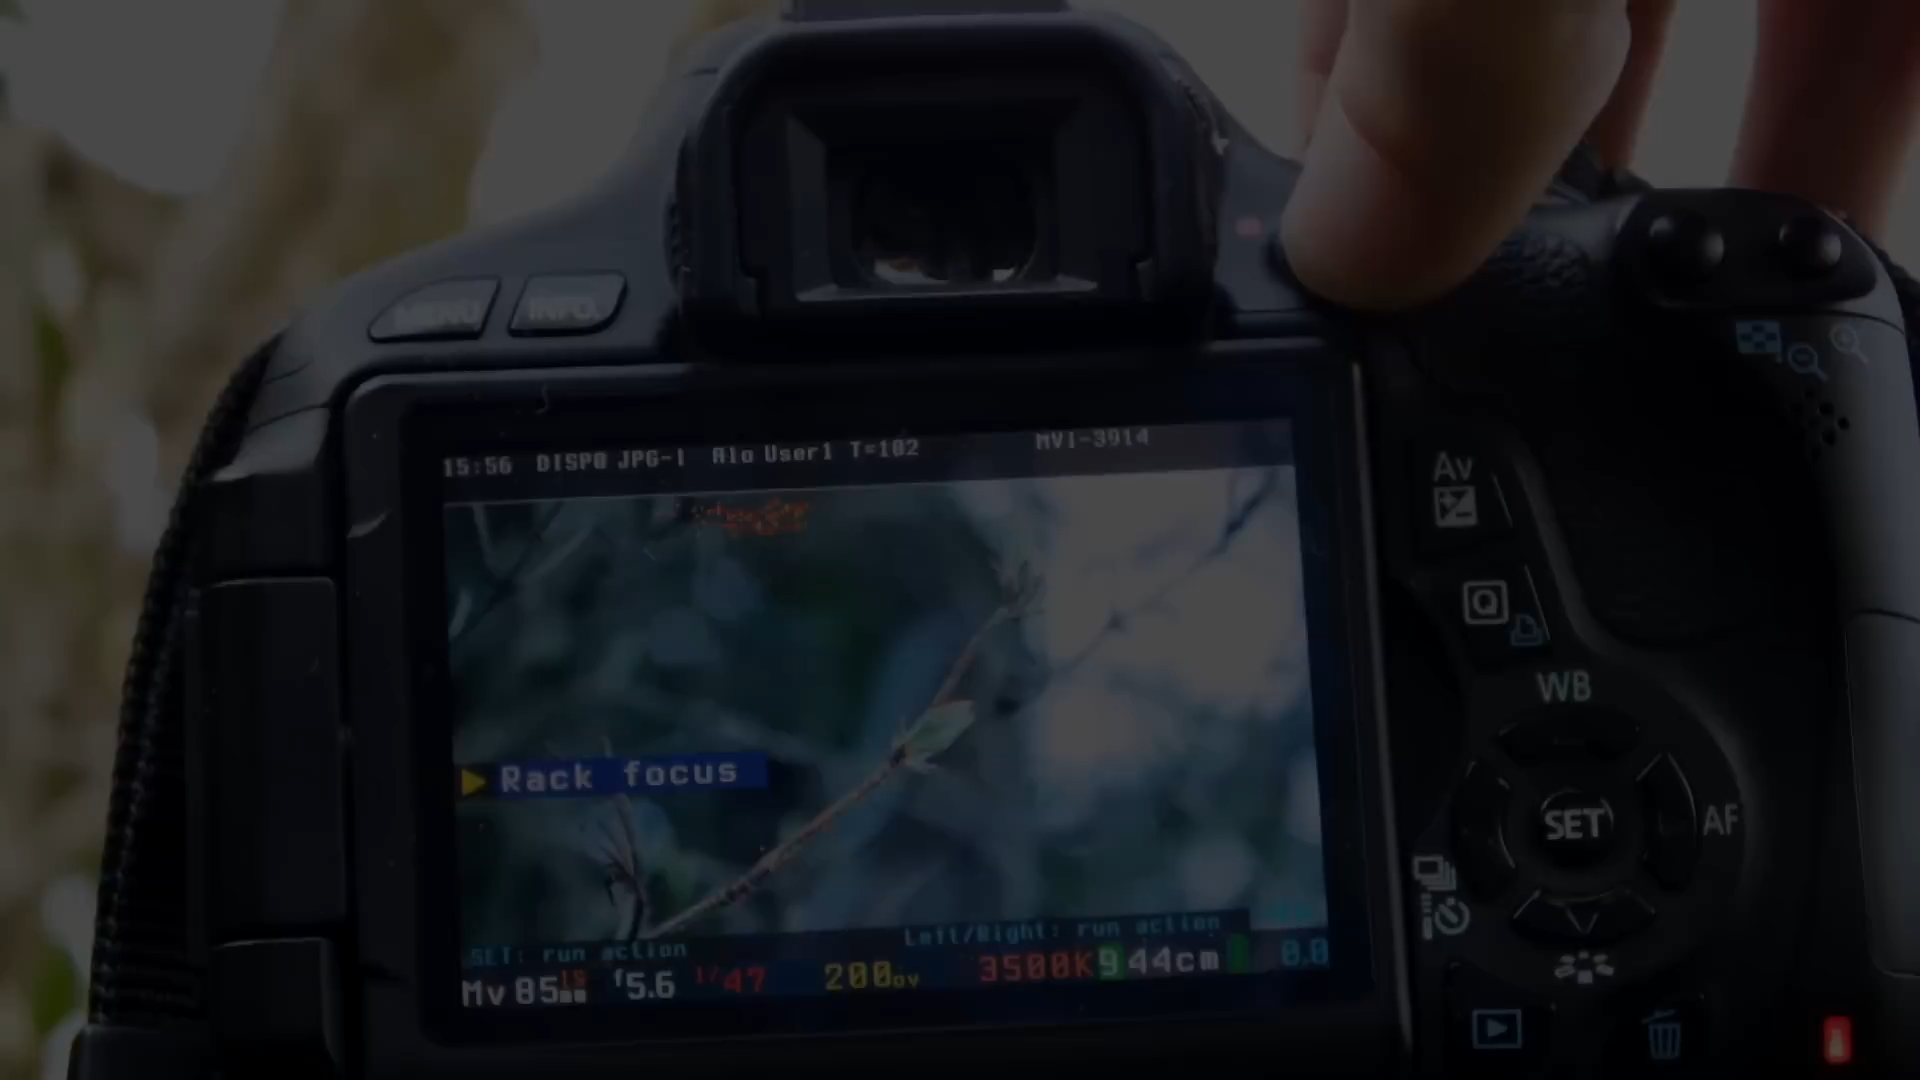 MENU INFO.
15:56 DISP0 JPG-l Alo User1 T=102 MVI-3914
Av
Q
WB
Rack focus
SET
AF
SET: run action Left/Right: run action
Mv 85 f5.6 1/47 200ov 3500K 9 44cm 0.0